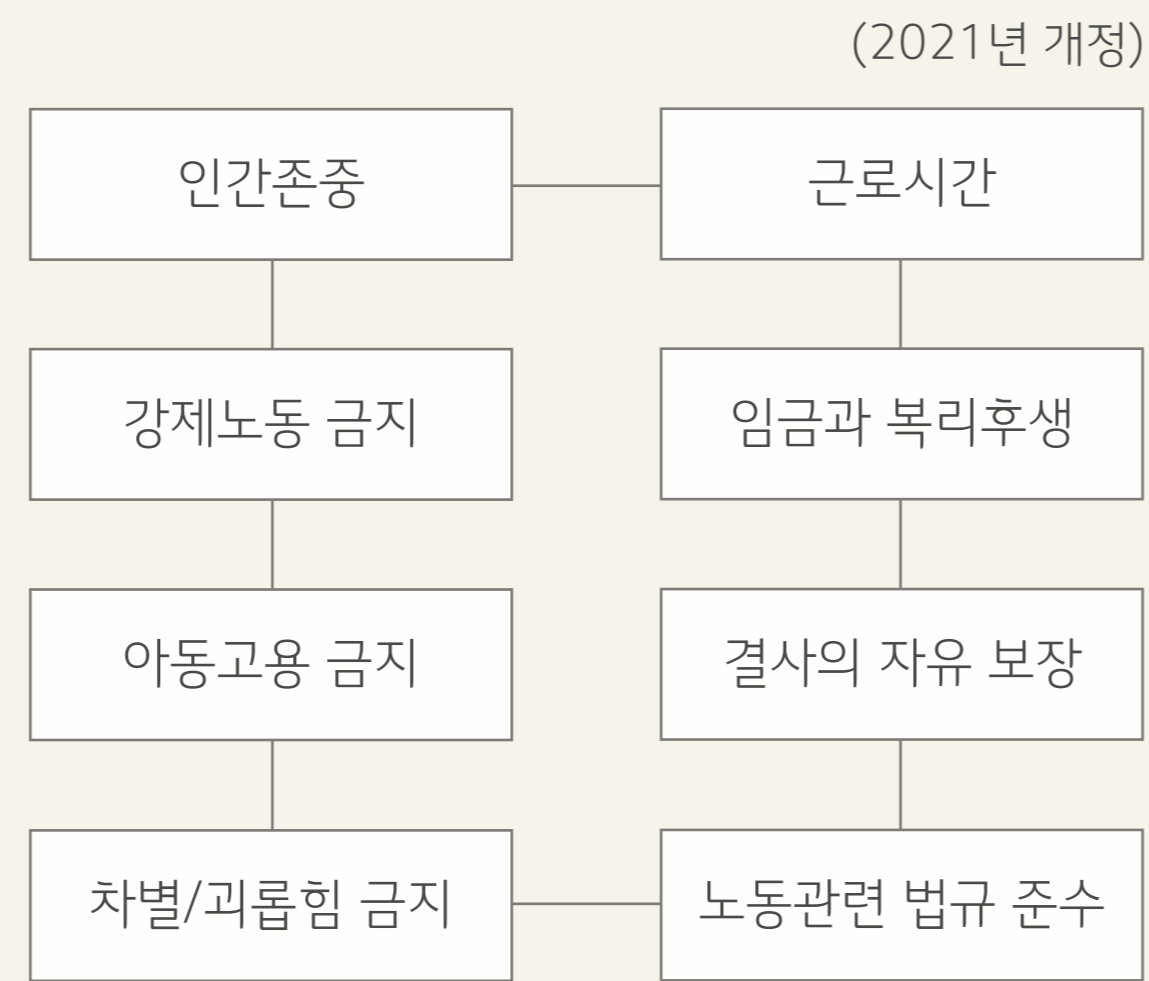 (2021년 개정)
인간존중
근로시간
강제노동 금지
임금과 복리후생
아동고용 금지
결사의 자유 보장
차별/괴롭힘 금지
노동관련 법규 준수